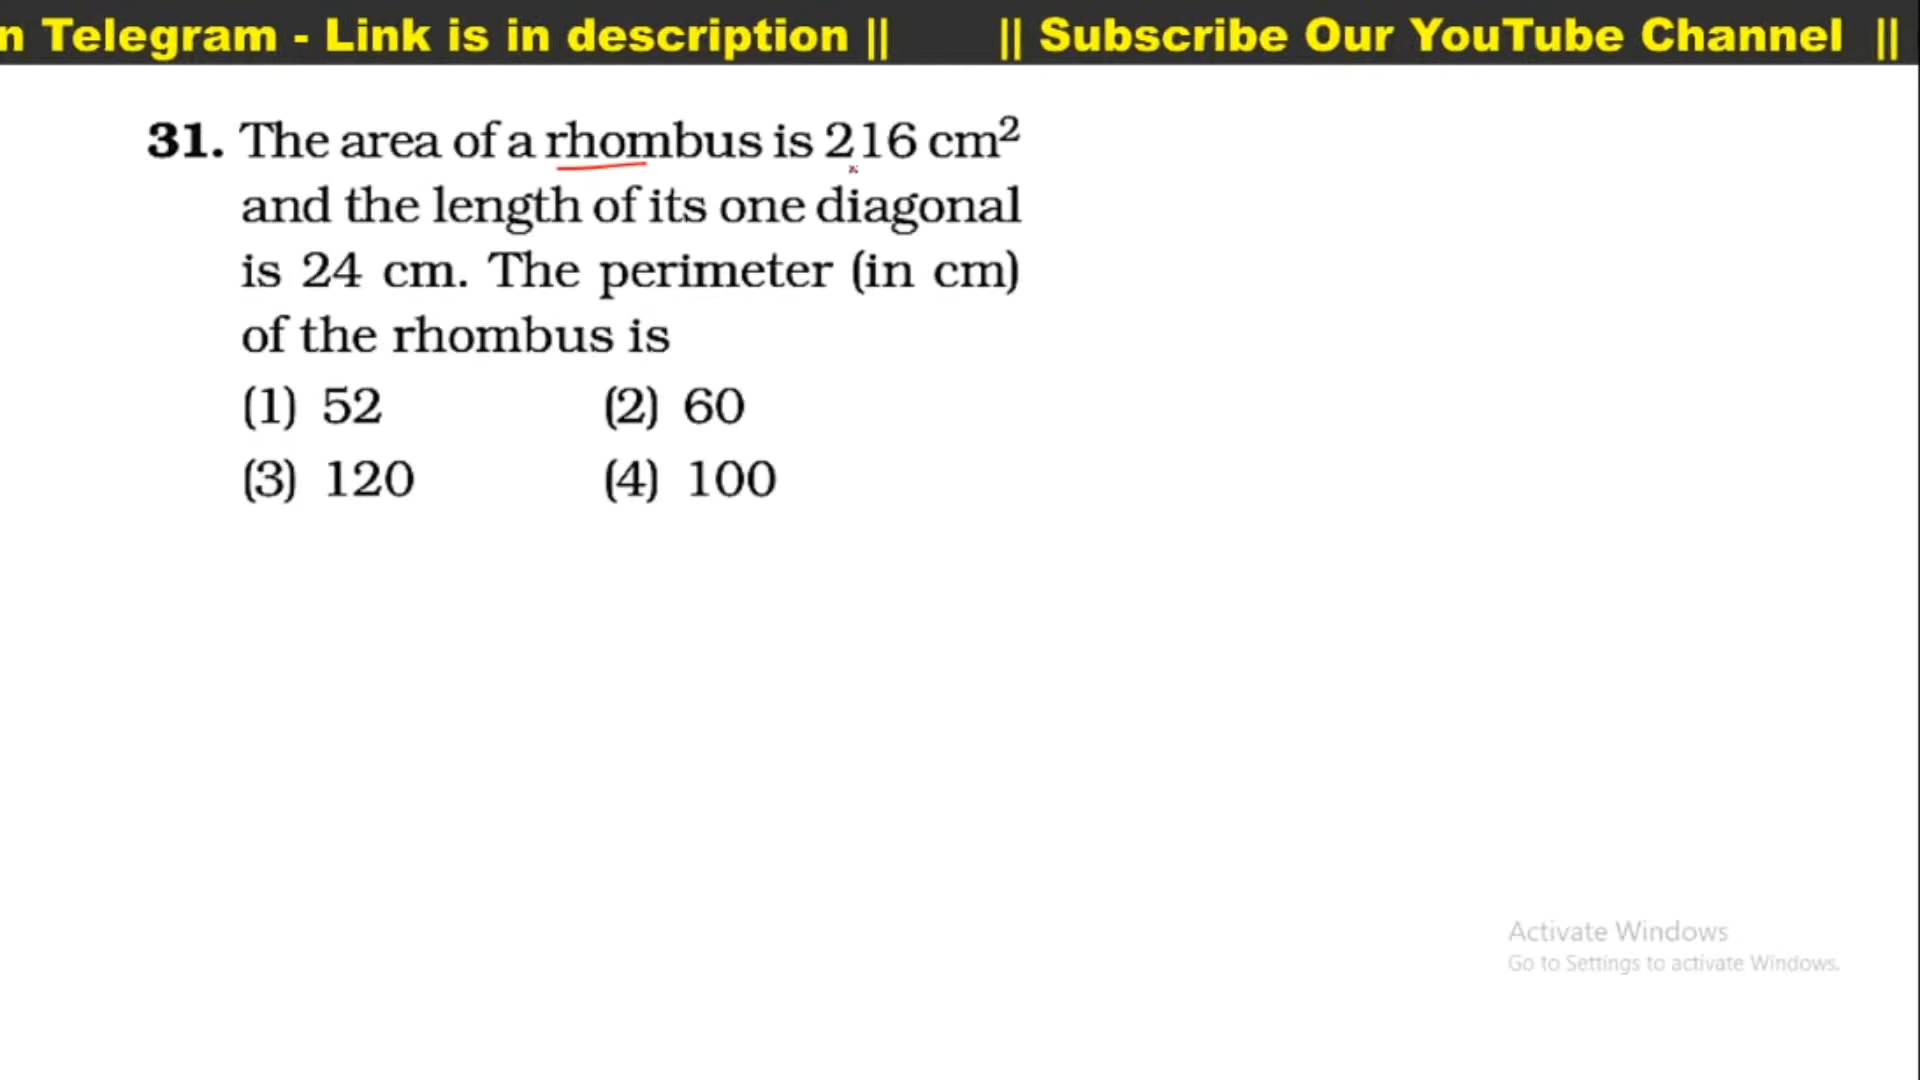 n Telegram - Link is in description || || Subscribe Our YouTube Channel ||
31. The area of a rhombus is 216 cm²
and the length of its one diagonal
is 24 cm. The perimeter (in cm)
of the rhombus is
(1) 52 (2) 60
(3) 120 (4) 100
Activate Windows
Go to Settings to activate Windows.